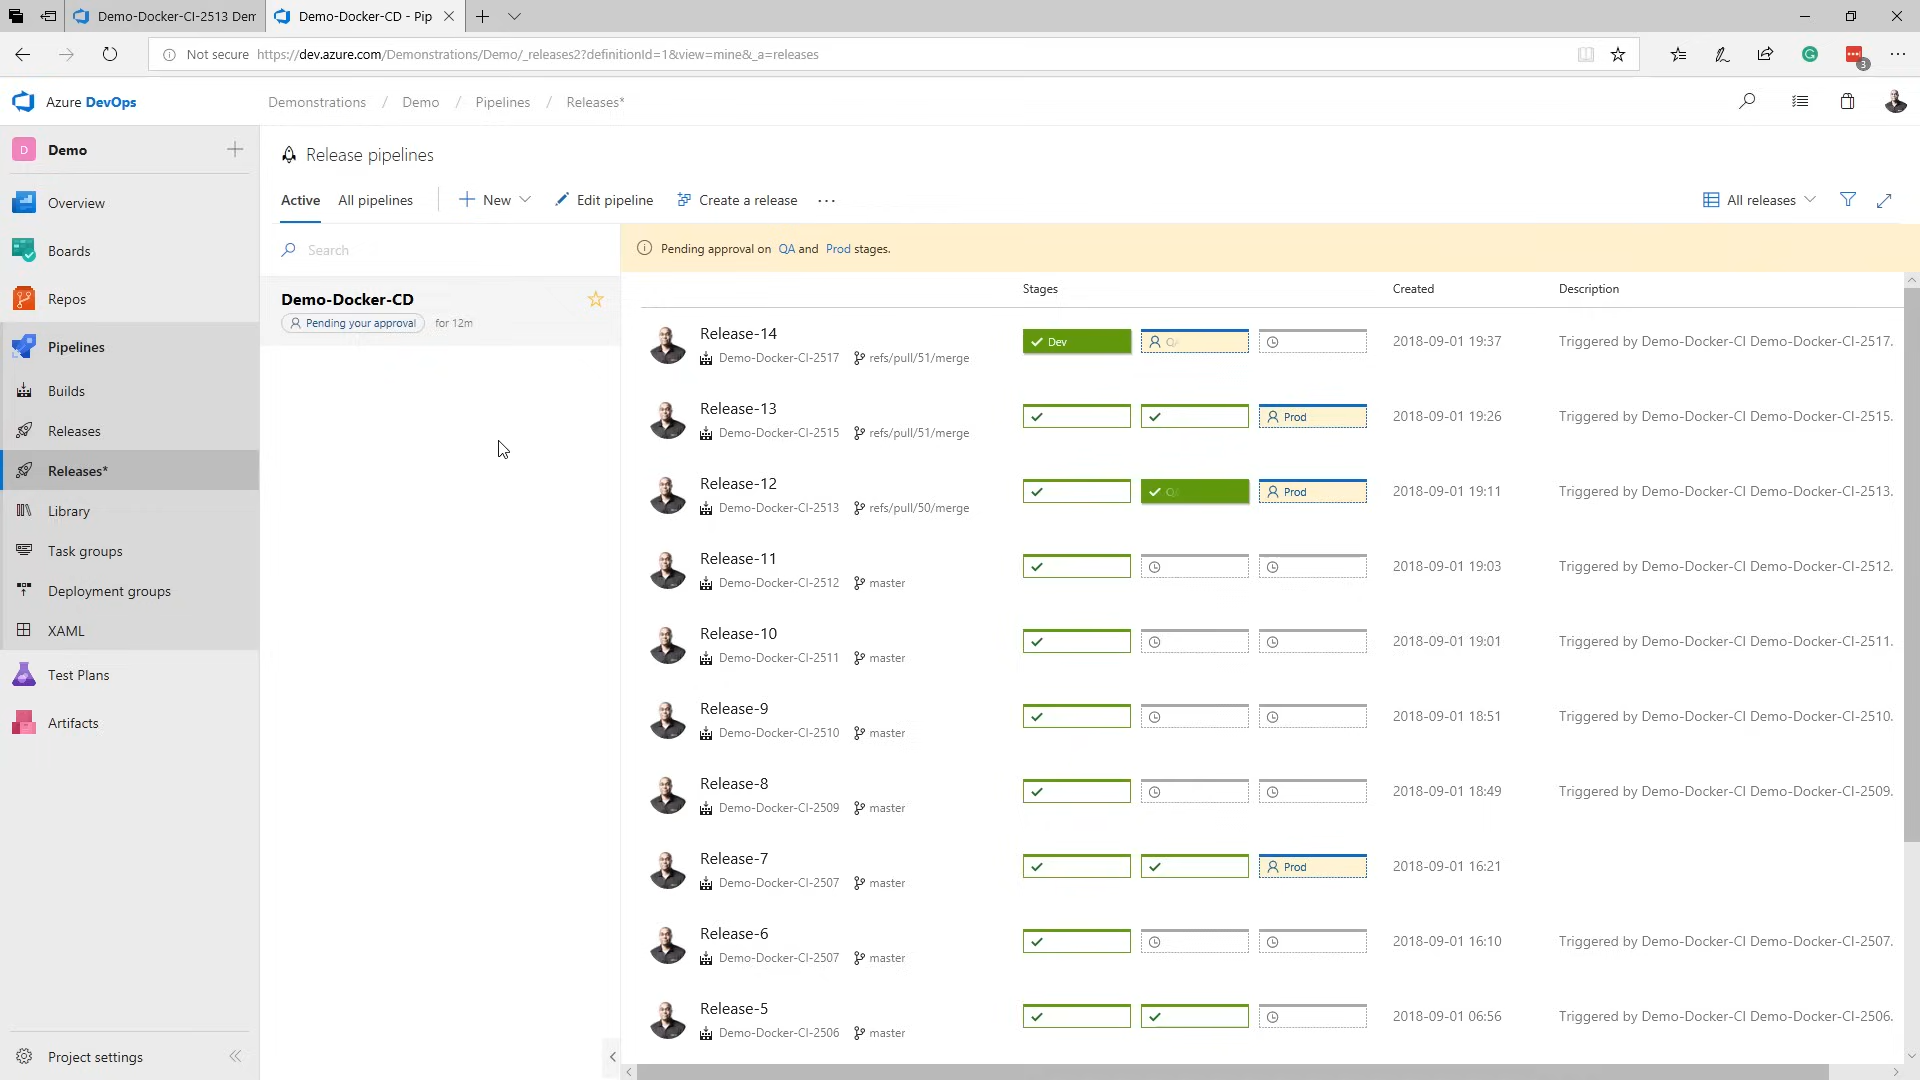 Demo-Docker-CI-2513 Dem
Demo-Docker-CD - Pip
Not secure https://dev.azure.com/Demonstrations/Demo/_releases2?definitionId=1&view=mine&_a=releases
3
Azure DevOps
Demonstrations / Demo / Pipelines / Releases*
D Demo
Overview
Boards
Repos
Pipelines
Builds
Releases
Releases*
Library
Task groups
Deployment groups
XAML
Test Plans
Artifacts
Project settings
Release pipelines
Active All pipelines New Edit pipeline Create a release ... All releases
Search
Demo-Docker-CD
Pending your approval for 12m
Pending approval on QA and Prod stages.
Stages Created Description
Release-14
Demo-Docker-CI-2517 refs/pull/51/merge
Dev QA 2018-09-01 19:37 Triggered by Demo-Docker-CI Demo-Docker-CI-2517.
Release-13
Demo-Docker-CI-2515 refs/pull/51/merge
Prod 2018-09-01 19:26 Triggered by Demo-Docker-CI Demo-Docker-CI-2515.
Release-12
Demo-Docker-CI-2513 refs/pull/50/merge
QA Prod 2018-09-01 19:11 Triggered by Demo-Docker-CI Demo-Docker-CI-2513.
Release-11
Demo-Docker-CI-2512 master
2018-09-01 19:03 Triggered by Demo-Docker-CI Demo-Docker-CI-2512.
Release-10
Demo-Docker-CI-2511 master
2018-09-01 19:01 Triggered by Demo-Docker-CI Demo-Docker-CI-2511.
Release-9
Demo-Docker-CI-2510 master
2018-09-01 18:51 Triggered by Demo-Docker-CI Demo-Docker-CI-2510.
Release-8
Demo-Docker-CI-2509 master
2018-09-01 18:49 Triggered by Demo-Docker-CI Demo-Docker-CI-2509.
Release-7
Demo-Docker-CI-2507 master
Prod 2018-09-01 16:21
Release-6
Demo-Docker-CI-2507 master
2018-09-01 16:10 Triggered by Demo-Docker-CI Demo-Docker-CI-2507.
Release-5
Demo-Docker-CI-2506 master
2018-09-01 06:56 Triggered by Demo-Docker-CI Demo-Docker-CI-2506.